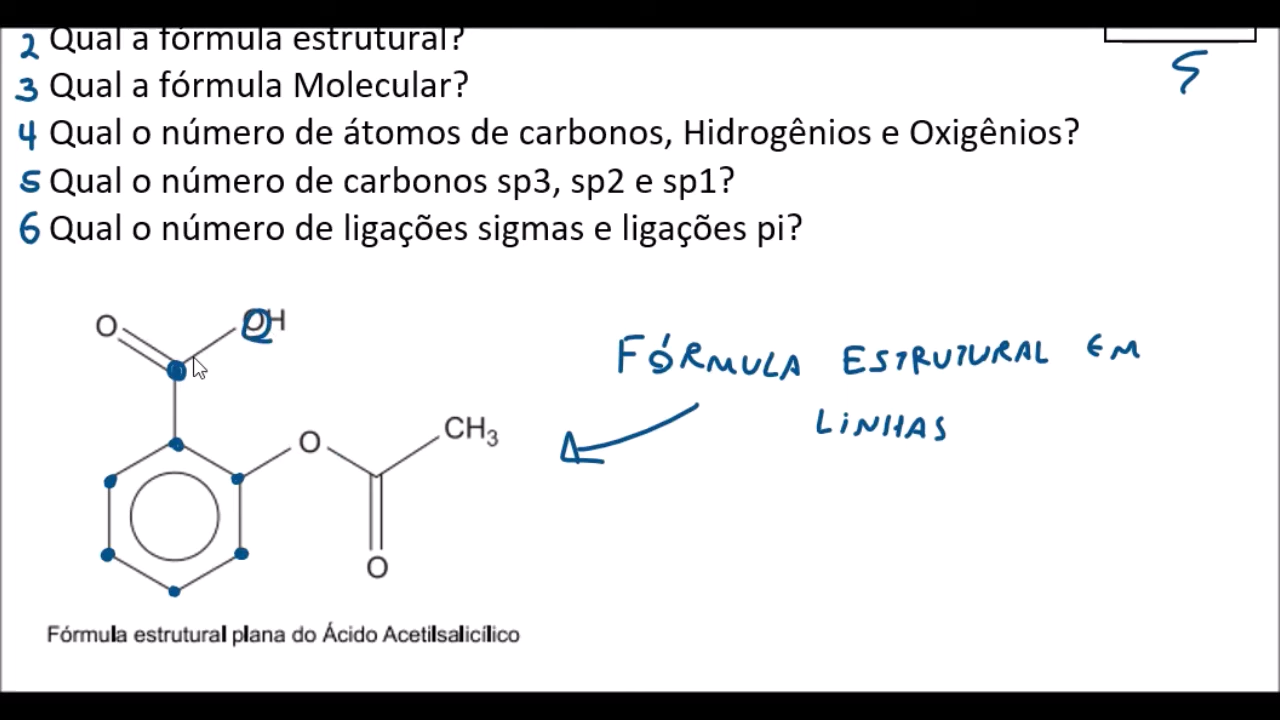 2 Qual a fórmula estrutural?
S
3 Qual a fórmula Molecular?
4 Qual o número de átomos de carbonos, Hidrogênios e Oxigênios?
5 Qual o número de carbonos sp3, sp2 e sp1?
6 Qual o número de ligações sigmas e ligações pi?
O OH
FÓRMULA ESTRUTURAL EM
LINHAS
O CH3
O
Fórmula estrutural plana do Ácido Acetilsalicílico